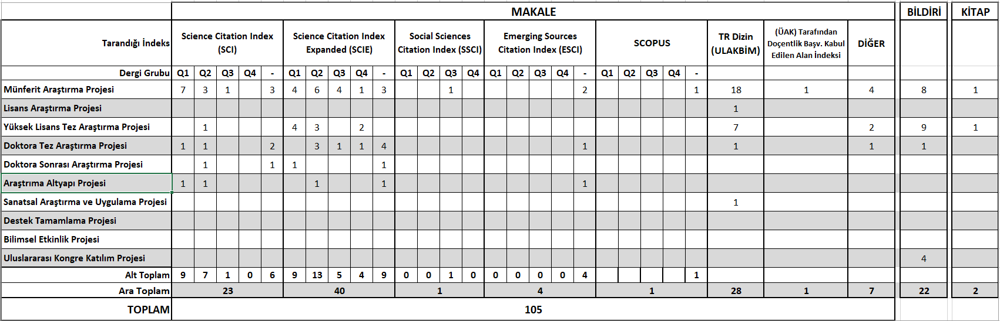 MAKALE BİLDİRİ KİTAP
Tarandığı İndeks Science Citation Index (SCI) Science Citation Index Expanded (SCIE) Social Sciences Citation Index (SSCI) Emerging Sources Citation Index (ESCI) SCOPUS TR Dizin (ULAKBİM) (ÜAK) Tarafından Doçentlik Başv. Kabul Edilen Alan İndeksi DİĞER
Dergi Grubu Q1 Q2 Q3 Q4 - Q1 Q2 Q3 Q4 - Q1 Q2 Q3 Q4 Q1 Q2 Q3 Q4 - Q1 Q2 Q3 Q4 -
Münferit Araştırma Projesi 7 3 1 3 4 6 4 1 3 1 2 1 18 1 4 8 1
Lisans Araştırma Projesi 1
Yüksek Lisans Tez Araştırma Projesi 1 4 3 2 7 2 9 1
Doktora Tez Araştırma Projesi 1 1 2 3 1 1 4 1 1 1 1
Doktora Sonrası Araştırma Projesi 1 1 1 1
Araştrıma Altyapı Projesi 1 1 1 1 1
Sanatsal Araştırma ve Uygulama Projesi 1
Destek Tamamlama Projesi
Bilimsel Etkinlik Projesi
Uluslararası Kongre Katılım Projesi 4
Alt Toplam 9 7 1 0 6 9 13 5 4 9 0 0 1 0 0 0 0 0 4 1
Ara Toplam 23 40 1 4 1 28 1 7 22 2
TOPLAM 105